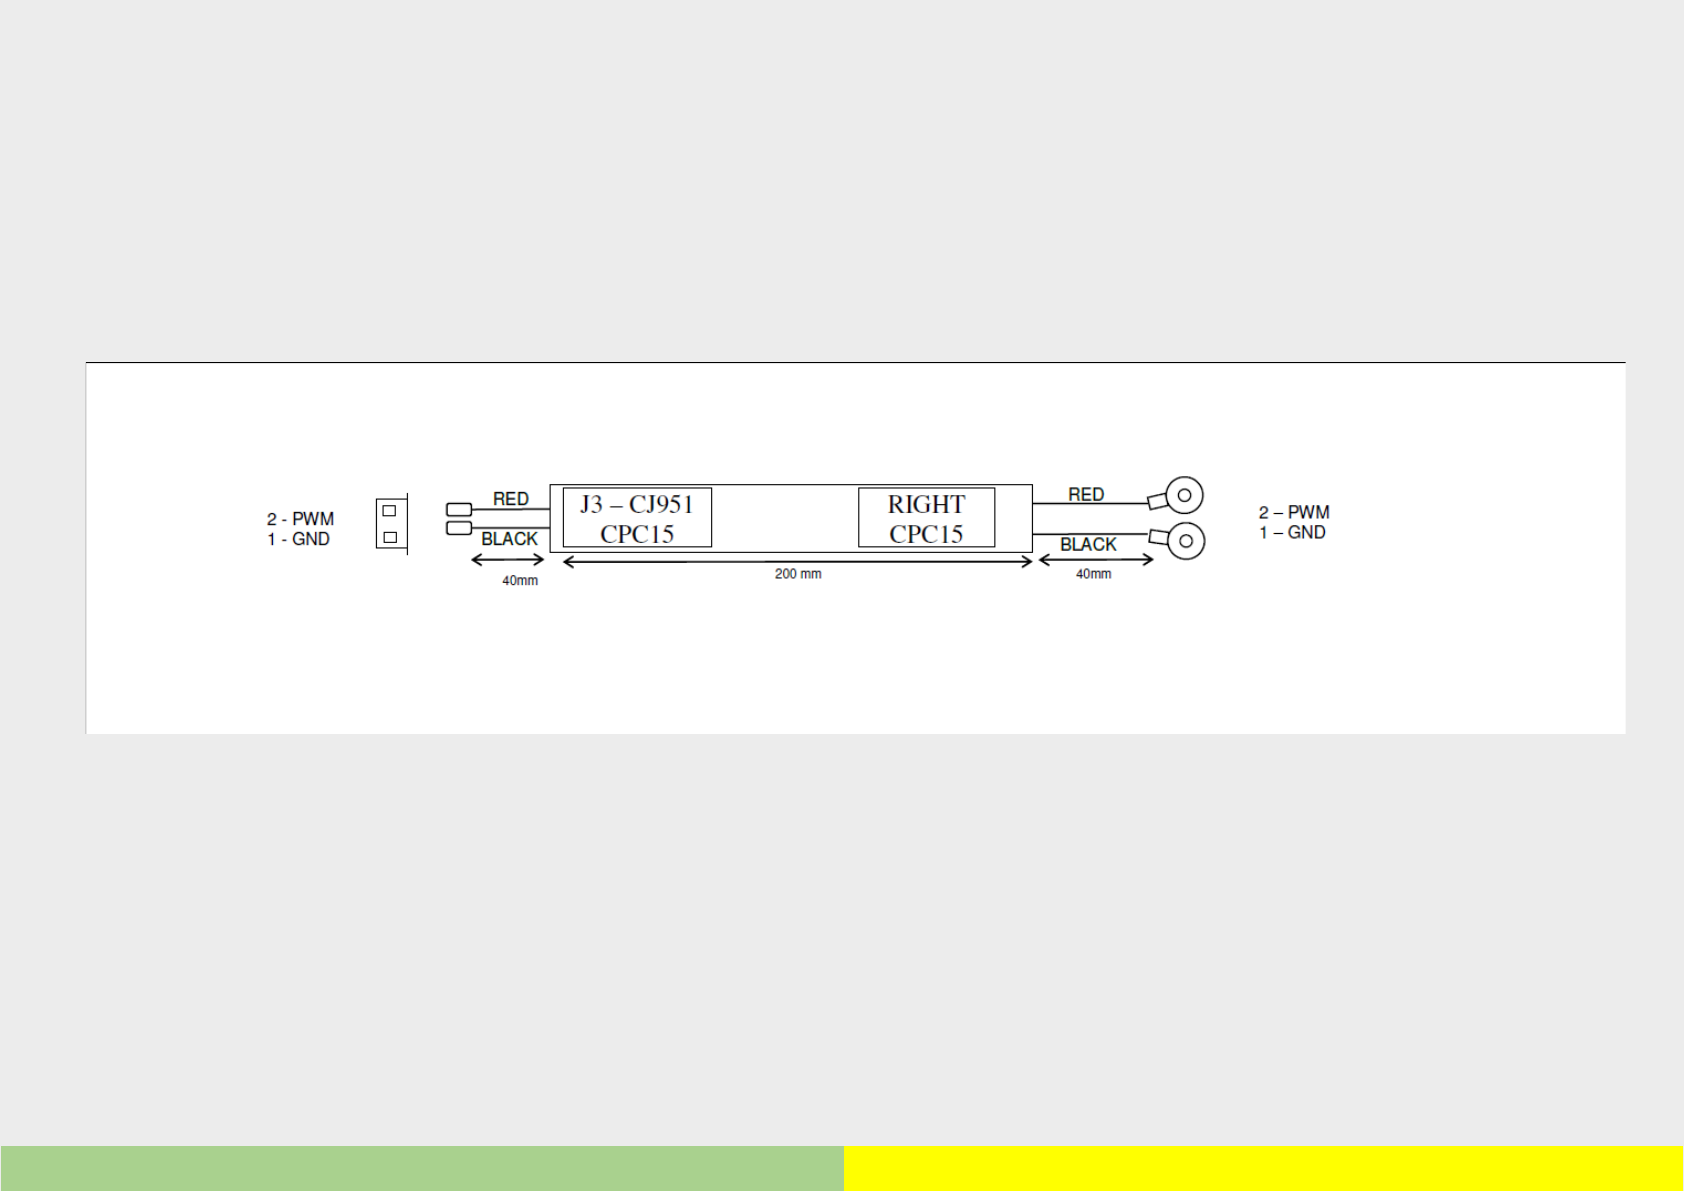 2 - PWM
1 - GND
RED
BLACK
40mm
J3 – CJ951
CPC15
200 mm
RIGHT
CPC15
RED
BLACK
40mm
2 – PWM
1 – GND